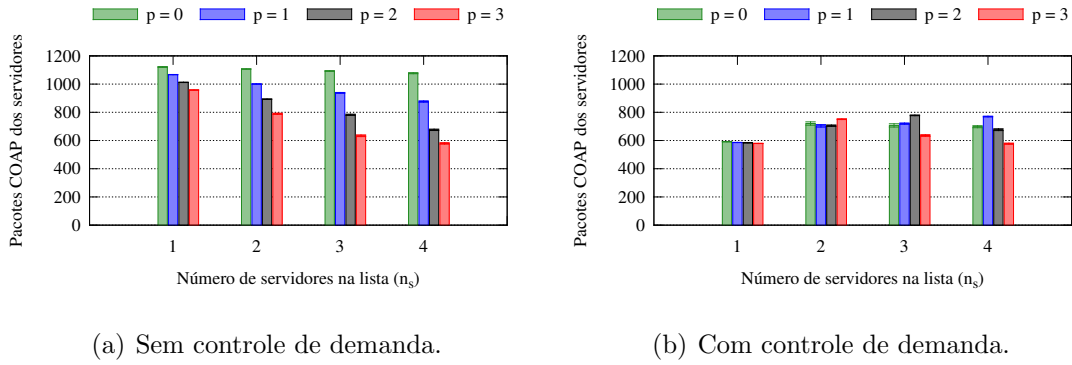 p = 0 p = 1 p = 2 p = 3
Pacotes COAP dos servidores
1200
1000
800
600
400
200
0
1 2 3 4
Número de servidores na lista (nₛ)
(a) Sem controle de demanda.
p = 0 p = 1 p = 2 p = 3
Pacotes COAP dos servidores
1200
1000
800
600
400
200
0
1 2 3 4
Número de servidores na lista (nₛ)
(b) Com controle de demanda.